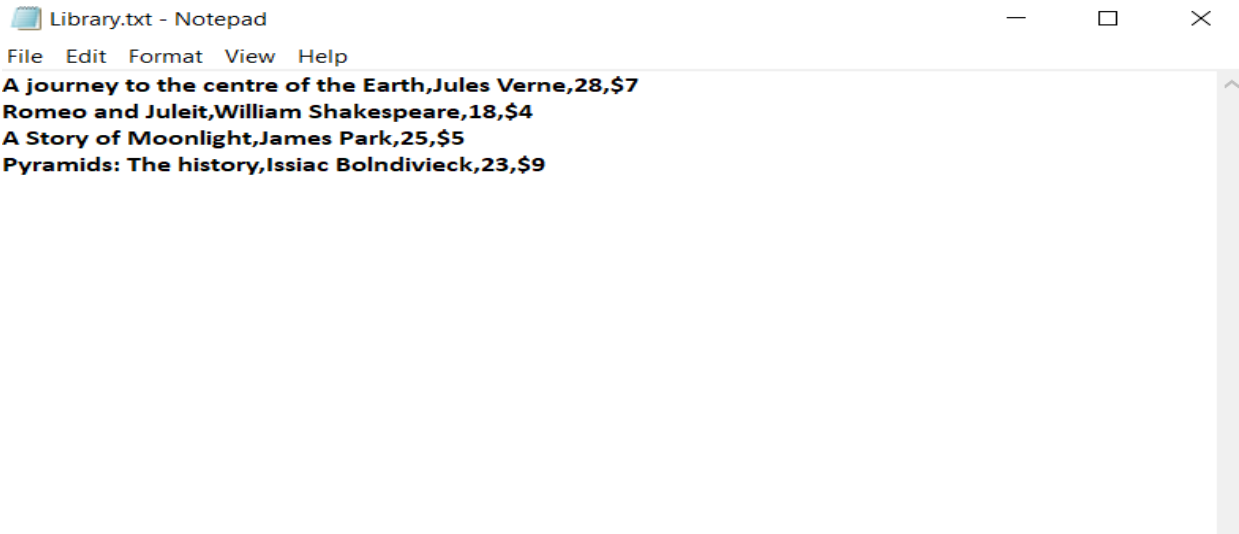 Library.txt - Notepad
File Edit Format View Help
A journey to the centre of the Earth,Jules Verne,28,$7
Romeo and Juleit,William Shakespeare,18,$4
A Story of Moonlight,James Park,25,$5
Pyramids: The history,Issiac Bolndivieck,23,$9